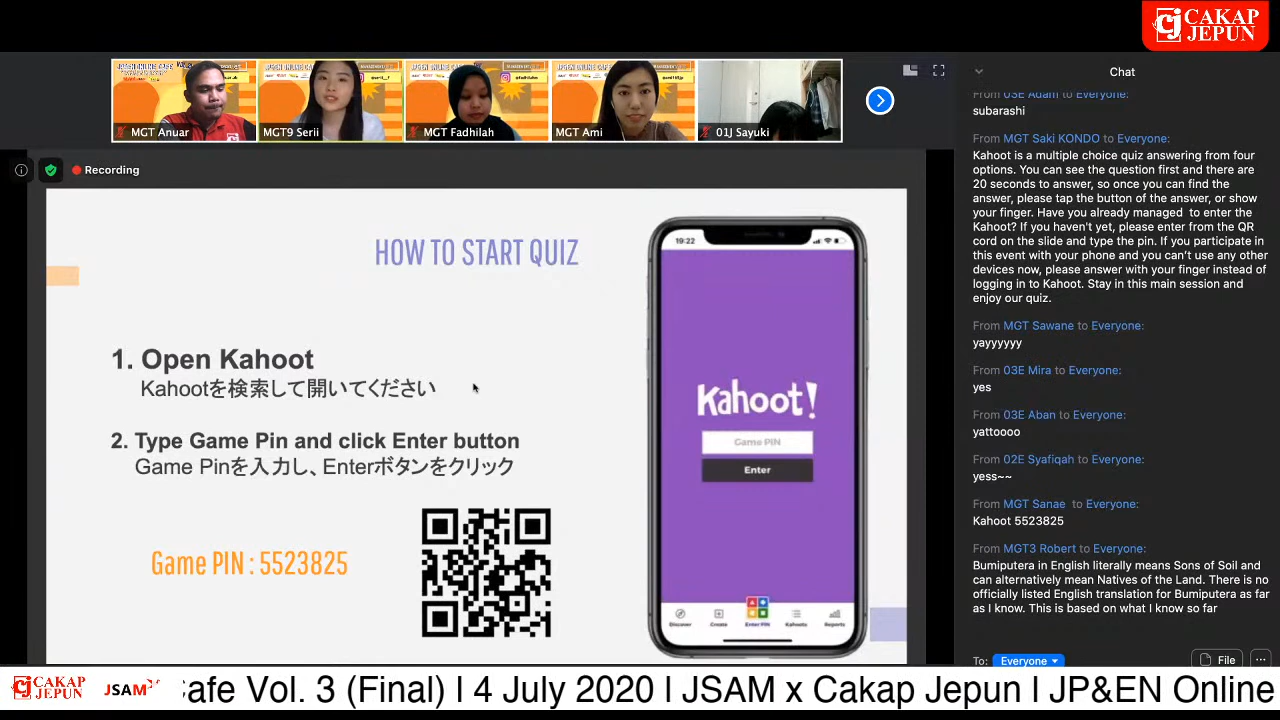 CAKAP
JEPUN
MGT Anuar
MGT9 Serii
MGT Fadhilah
MGT Ami
01J Sayuki
Recording
HOW TO START QUIZ
1. Open Kahoot
Kahootを検索して開いてください
2. Type Game Pin and click Enter button
Game Pinを入力し、Enterボタンをクリック
Game PIN : 5523825
19:22
Kahoot!
Game PIN
Enter
Discover
Create
Enter PIN
Kahoots
Reports
Chat
From 03E Adam to Everyone:
subarashi
From MGT Saki KONDO to Everyone:
Kahoot is a multiple choice quiz answering from four
options. You can see the question first and there are
20 seconds to answer, so once you can find the
answer, please tap the button of the answer, or show
your finger. Have you already managed to enter the
Kahoot? If you haven't yet, please enter from the QR
cord on the slide and type the pin. If you participate in
this event with your phone and you can't use any other
devices now, please answer with your finger instead of
logging in to Kahoot. Stay in this main session and
enjoy our quiz.
From MGT Sawane to Everyone:
yayyyyyy
From 03E Mira to Everyone:
yes
From 03E Aban to Everyone:
yattoooo
From 02E Syafiqah to Everyone:
yess~~
From MGT Sanae to Everyone:
Kahoot 5523825
From MGT3 Robert to Everyone:
Bumiputera in English literally means Sons of Soil and
can alternatively mean Natives of the Land. There is no
officially listed English translation for Bumiputera as far
as I know. This is based on what I know so far
To: Everyone
File
CAKAP
JEPUN
JSAM
afe Vol. 3 (Final) I 4 July 2020 I JSAM x Cakap Jepun I JP&EN Online